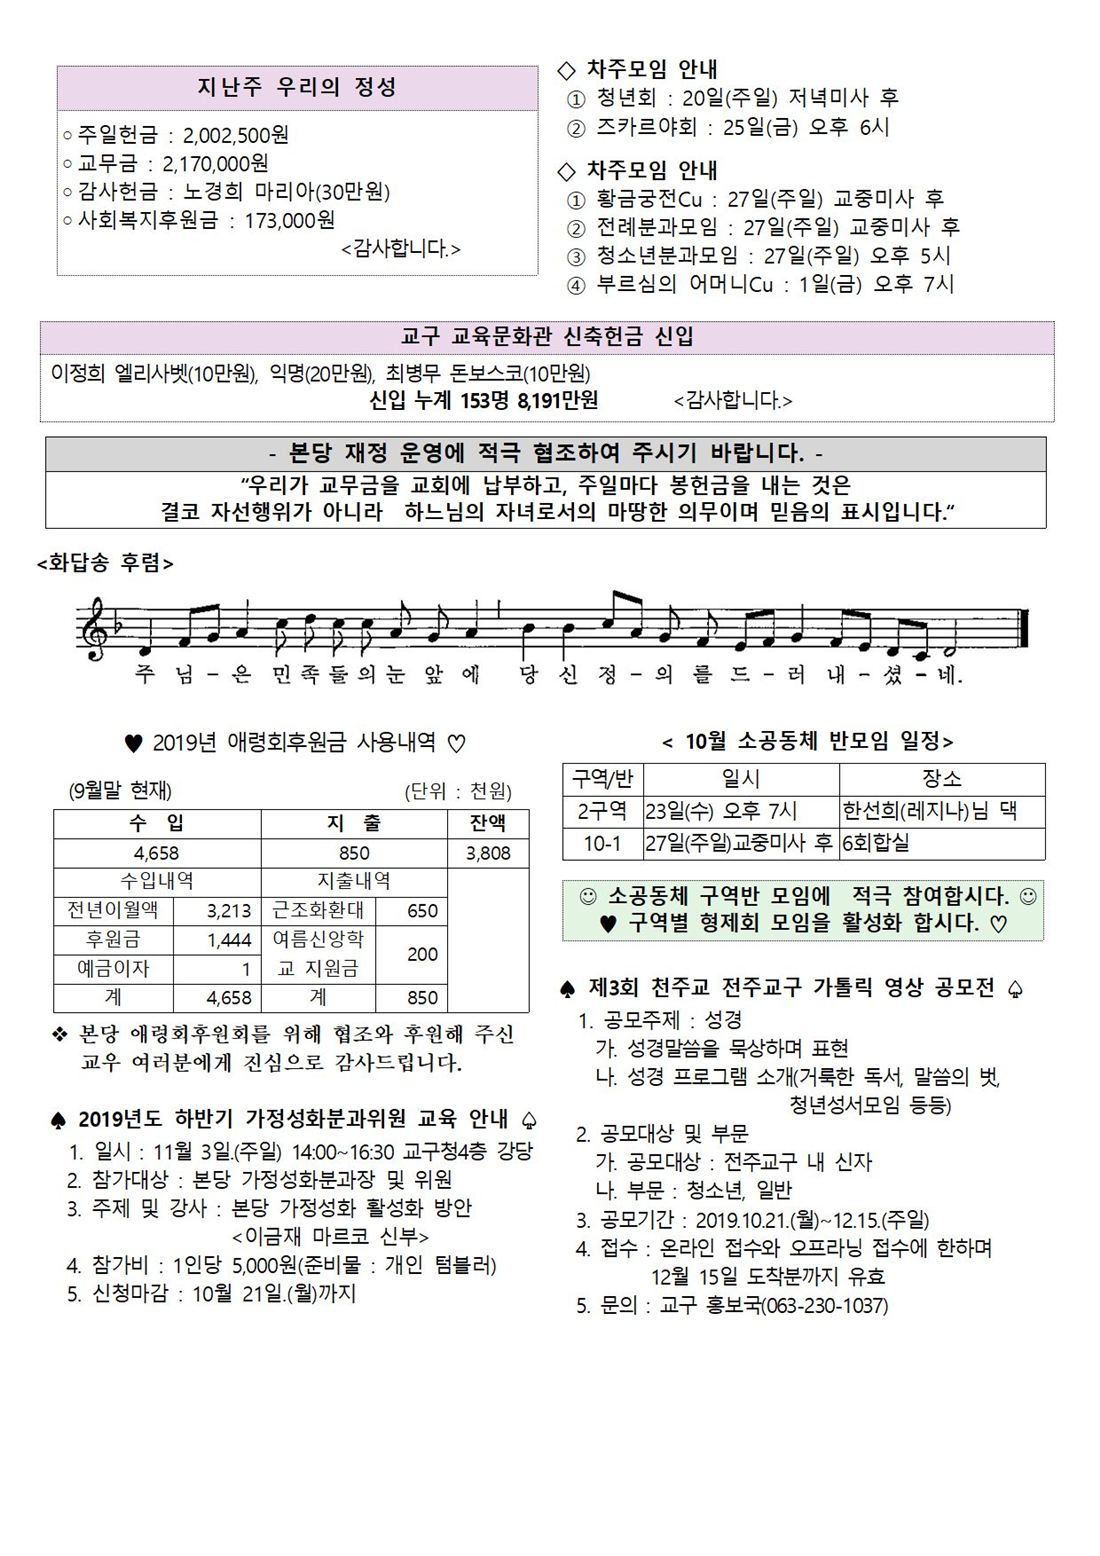 지난주 우리의 정성
○ 주일헌금 : 2,002,500원
○ 교무금 : 2,170,000원
○ 감사헌금 : 노경희 마리아(30만원)
○ 사회복지후원금 : 173,000원
<감사합니다.>
◇ 차주모임 안내
① 청년회 : 20일(주일) 저녁미사 후
② 즈카르야회 : 25일(금) 오후 6시
◇ 차주모임 안내
① 황금궁전Cu : 27일(주일) 교중미사 후
② 전례분과모임 : 27일(주일) 교중미사 후
③ 청소년분과모임 : 27일(주일) 오후 5시
④ 부르심의 어머니Cu : 1일(금) 오후 7시
교구 교육문화관 신축헌금 신입
이정희 엘리사벳(10만원), 익명(20만원), 최병무 돈보스코(10만원)
신입 누계 153명 8,191만원 <감사합니다.>
- 본당 재정 운영에 적극 협조하여 주시기 바랍니다. -
“우리가 교무금을 교회에 납부하고, 주일마다 봉헌금을 내는 것은
결코 자선행위가 아니라 하느님의 자녀로서의 마땅한 의무이며 믿음의 표시입니다.“
<화답송 후렴>
주 님 - 은 민족들의눈 앞에 당신 정 - 의 를 드 - 러 내 - 셨 - 네.
♥ 2019년 애령회후원금 사용내역 ♡
(9월말 현재) (단위 : 천원)
수 입 지 출 잔액
4,658 850 3,808
수입내역 지출내역
전년이월액 3,213 근조화환대 650
후원금 1,444 여름신앙학
교 지원금 200
예금이자 1
계 4,658 계 850
❖ 본당 애령회후원회를 위해 협조와 후원해 주신
교우 여러분에게 진심으로 감사드립니다.
♠ 2019년도 하반기 가정성화분과위원 교육 안내 ♤
1. 일시 : 11월 3일.(주일) 14:00~16:30 교구청4층 강당
2. 참가대상 : 본당 가정성화분과장 및 위원
3. 주제 및 강사 : 본당 가정성화 활성화 방안
<이금재 마르코 신부>
4. 참가비 : 1인당 5,000원(준비물 : 개인 텀블러)
5. 신청마감 : 10월 21일.(월)까지
< 10월 소공동체 반모임 일정>
구역/반 일시 장소
2구역 23일(수) 오후 7시 한선희(레지나)님 댁
10-1 27일(주일)교중미사 후 6회합실
☺ 소공동체 구역반 모임에 적극 참여합시다. ☺
♥ 구역별 형제회 모임을 활성화 합시다. ♡
♠ 제3회 천주교 전주교구 가톨릭 영상 공모전 ♤
1. 공모주제 : 성경
가. 성경말씀을 묵상하며 표현
나. 성경 프로그램 소개(거룩한 독서, 말씀의 벗,
청년성서모임 등등)
2. 공모대상 및 부문
가. 공모대상 : 전주교구 내 신자
나. 부문 : 청소년, 일반
3. 공모기간 : 2019.10.21.(월)~12.15.(주일)
4. 접수 : 온라인 접수와 오프라닝 접수에 한하며
12월 15일 도착분까지 유효
5. 문의 : 교구 홍보국(063-230-1037)